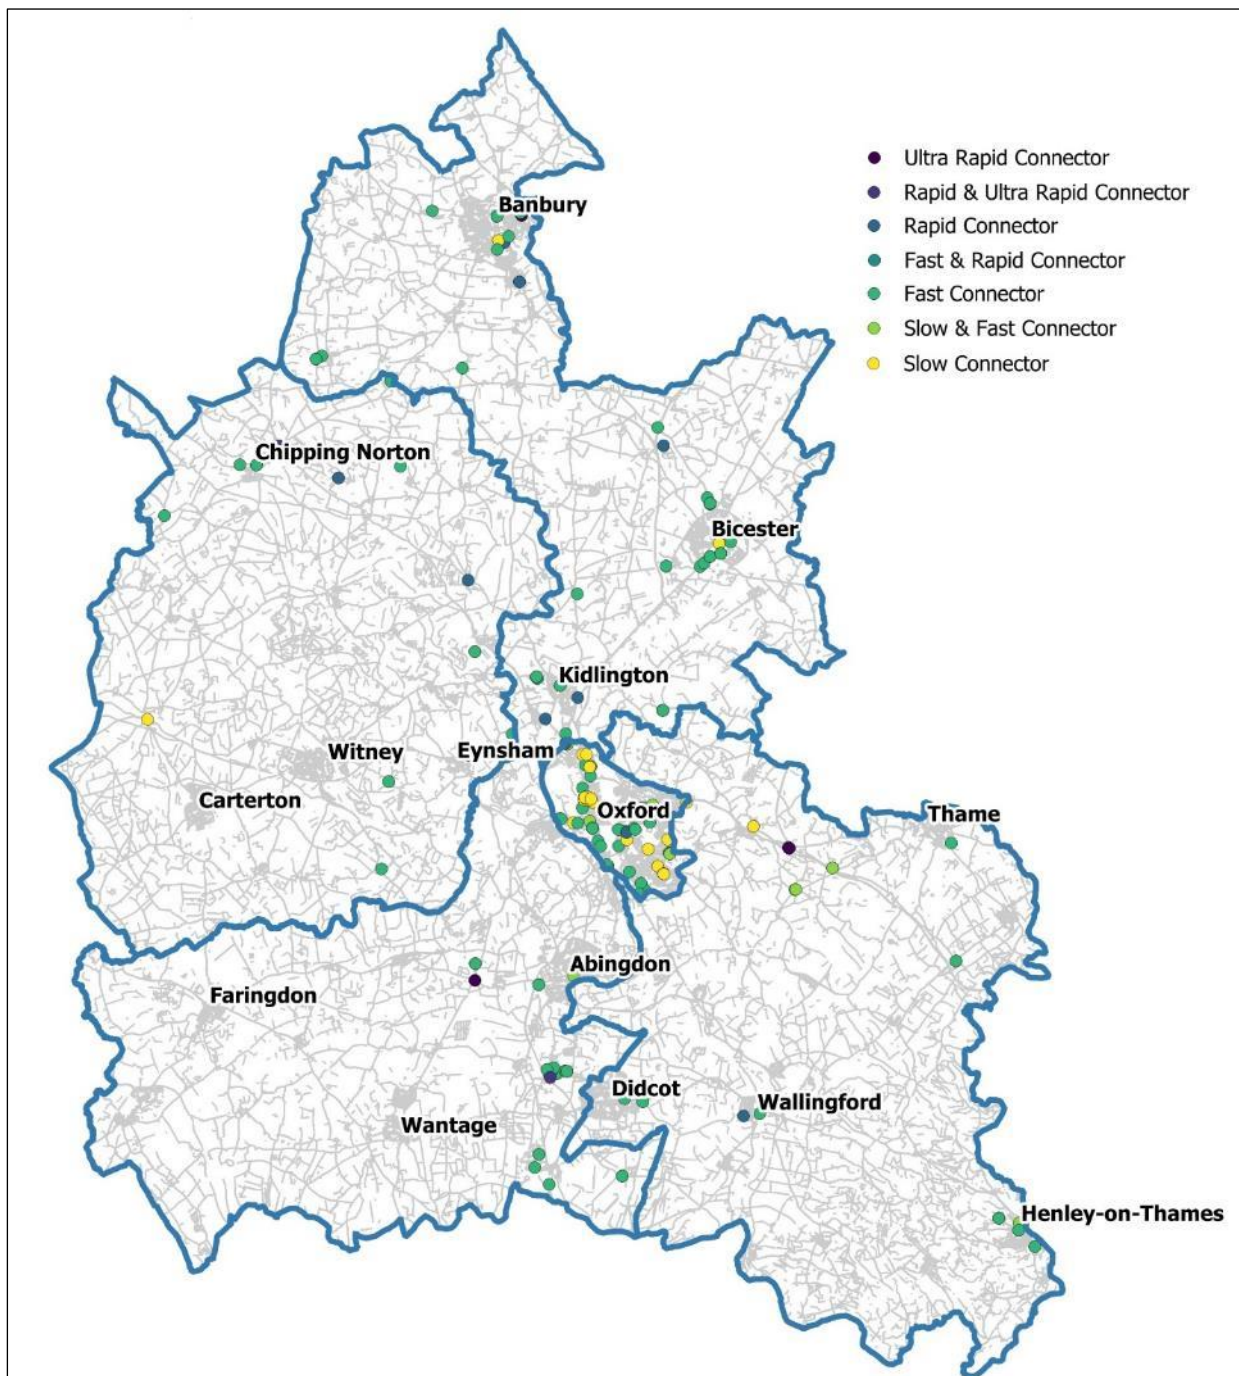 Banbury
Ultra Rapid Connector
Rapid & Ultra Rapid Connector
Rapid Connector
Fast & Rapid Connector
Fast Connector
Slow & Fast Connector
Slow Connector
Chipping Norton
Bicester
Kidlington
Eynsham
Witney
Carterton
Oxford
Thame
Abingdon
Faringdon
Didcot
Wallingford
Wantage
Henley-on-Thames